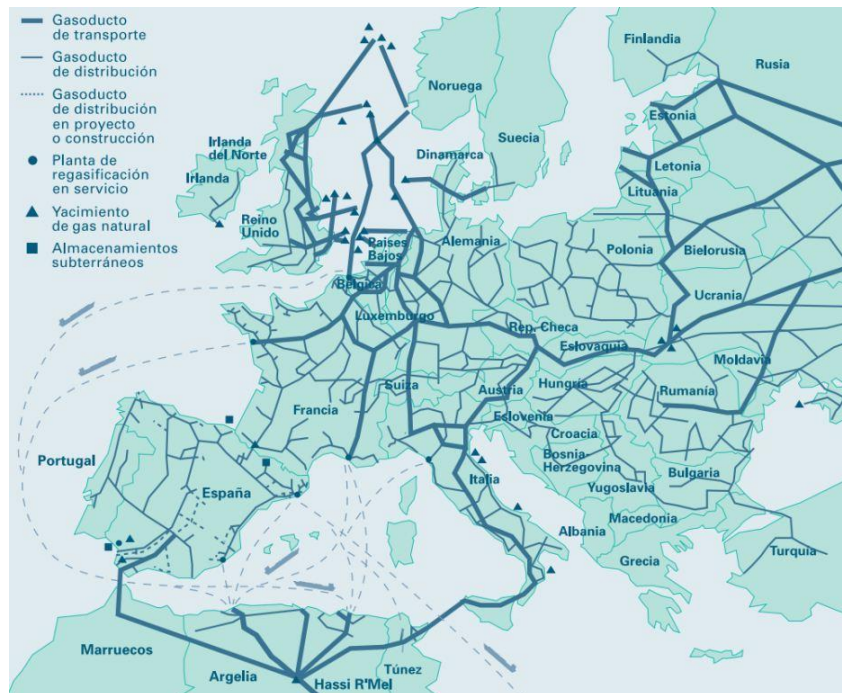 Gasoducto
de transporte
Gasoducto
de distribución
Gasoducto
de distribución
en proyecto
o construcción
Planta de
regasificación
en servicio
Yacimiento
de gas natural
Almacenamientos
subterráneos
Finlandia
Rusia
Noruega
Suecia
Estonia
Irlanda
del Norte
Irlanda
Dinamarca
Letonia
Lituania
Reino
Unido
Paises
Bajos
Alemania
Polonia
Bielorusia
Bélgica
Ucrania
Luxemburgo
Rep. Checa
Eslovaquia
Moldavia
Suiza
Austria
Hungría
Rumanía
Francia
Eslovenia
Croacia
Bosnia-
Herzegovina
Portugal
España
Italia
Yugoslavia
Bulgaria
Albania
Macedonia
Grecia
Turquía
Marruecos
Argelia
Hassi R'Mel
Túnez